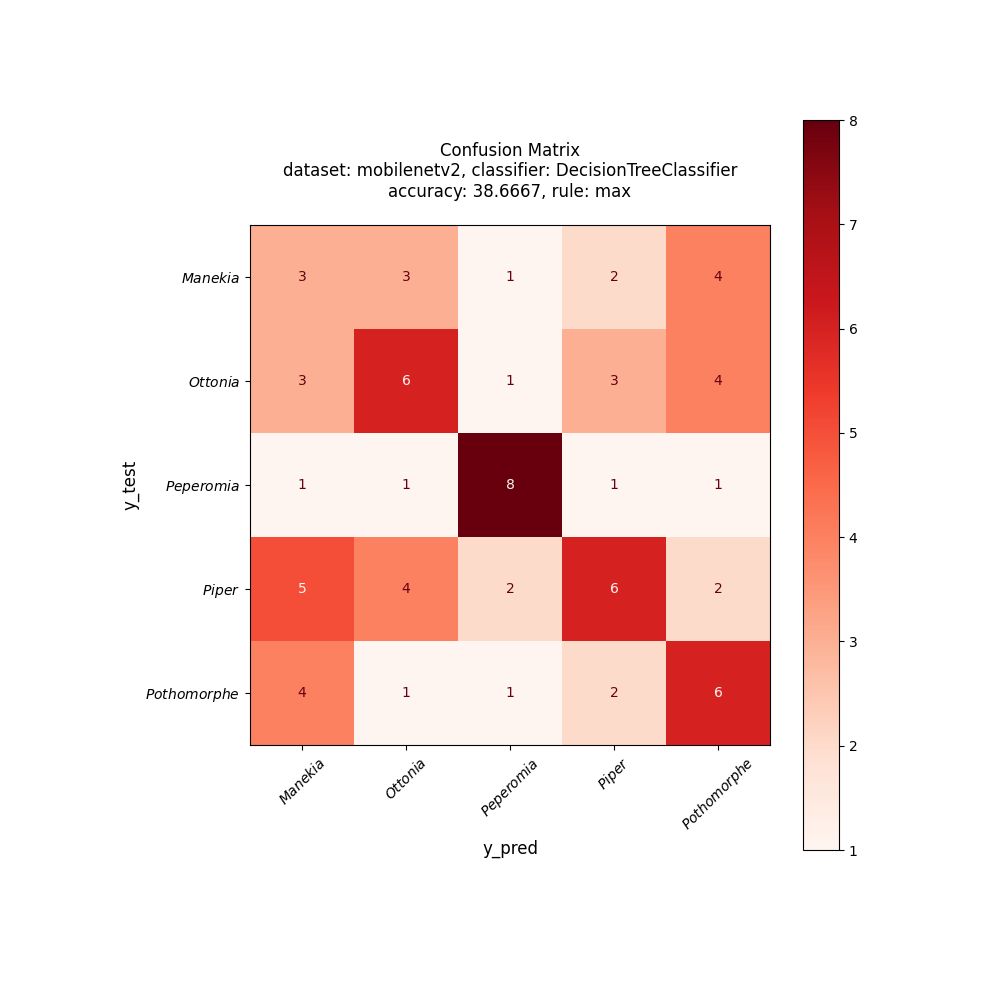 Confusion Matrix
dataset: mobilenetv2, classifier: DecisionTreeClassifier
accuracy: 38.6667, rule: max
y_test
Manekia 3 3 1 2 4
Ottonia 3 6 1 3 4
Peperomia 1 1 8 1 1
Piper 5 4 2 6 2
Pothomorphe 4 1 1 2 6
Manekia Ottonia Peperomia Piper Pothomorphe
y_pred
8
7
6
5
4
3
2
1